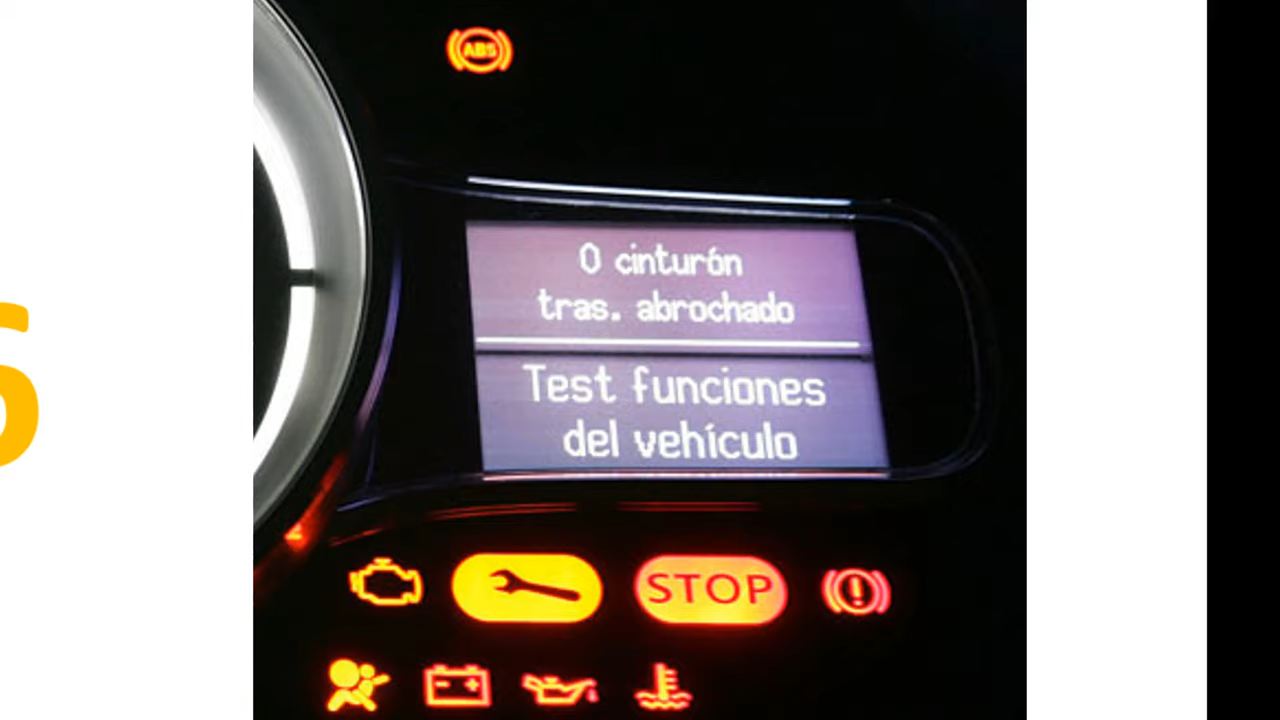 ABS
0 cinturón
tras. abrochado
Test funciones
del vehículo
STOP